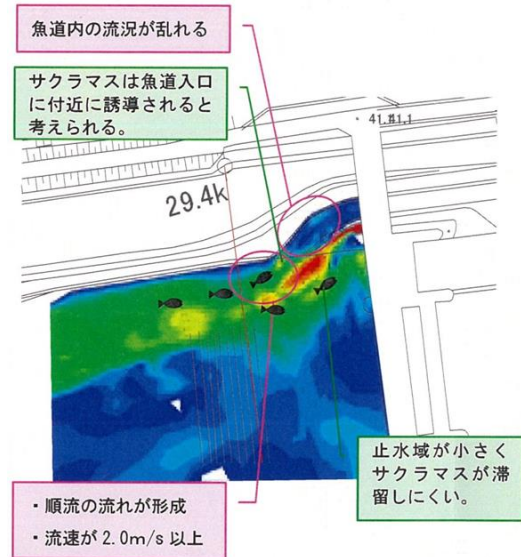 魚道内の流況が乱れる
サクラマスは魚道入口
に付近に誘導されると
考えられる。
29.4k
止水域が小さく
サクラマスが滞
留しにくい。
・順流の流れが形成
・流速が 2.0m/s 以上